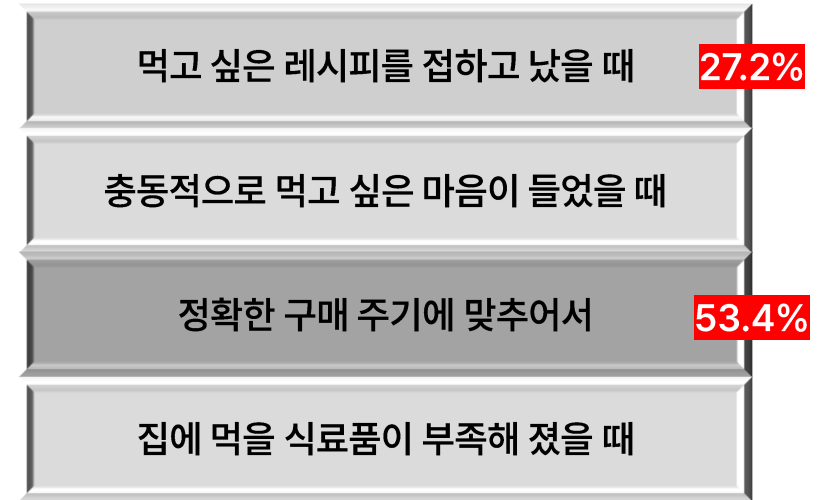 먹고 싶은 레시피를 접하고 났을 때
27.2%
충동적으로 먹고 싶은 마음이 들었을 때
정확한 구매 주기에 맞추어서
53.4%
집에 먹을 식료품이 부족해 졌을 때